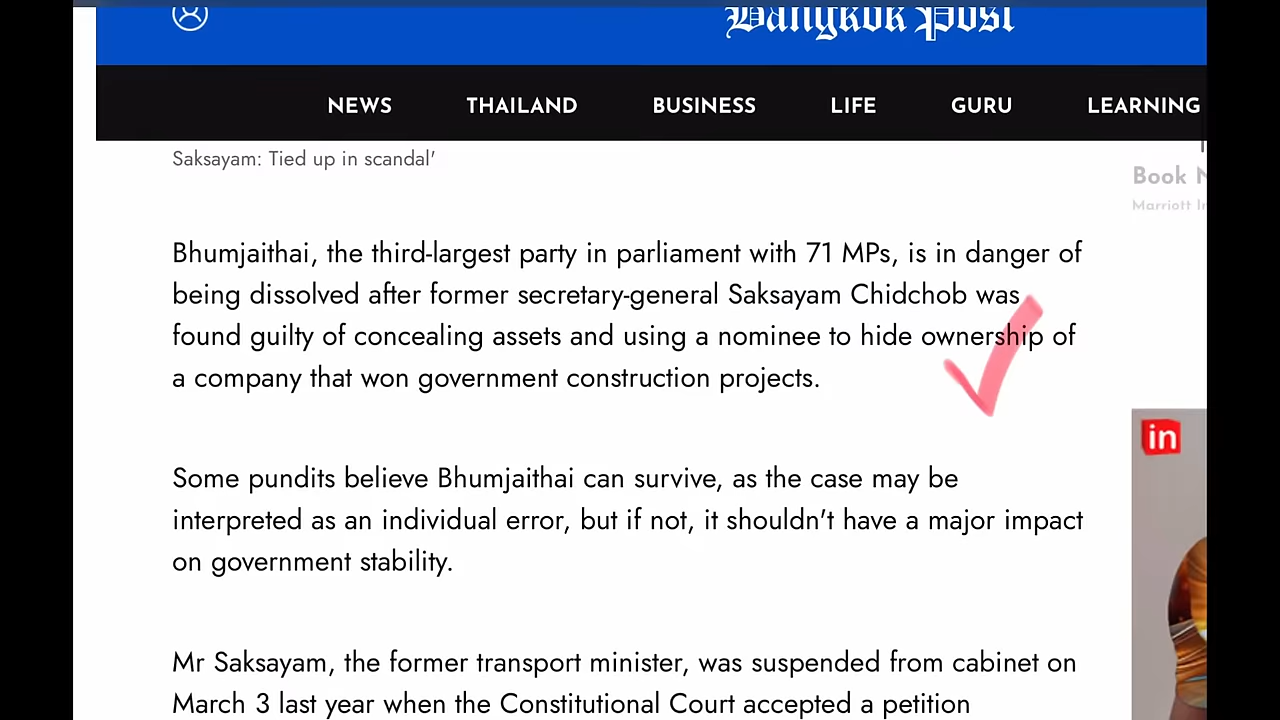 Bangkok Post
NEWS THAILAND BUSINESS LIFE GURU LEARNING
Saksayam: Tied up in scandal'
Book
Marriott
Bhumjaithai, the third-largest party in parliament with 71 MPs, is in danger of
being dissolved after former secretary-general Saksayam Chidchob was
found guilty of concealing assets and using a nominee to hide ownership of
a company that won government construction projects.
in
Some pundits believe Bhumjaithai can survive, as the case may be
interpreted as an individual error, but if not, it shouldn't have a major impact
on government stability.
Mr Saksayam, the former transport minister, was suspended from cabinet on
March 3 last year when the Constitutional Court accepted a petition